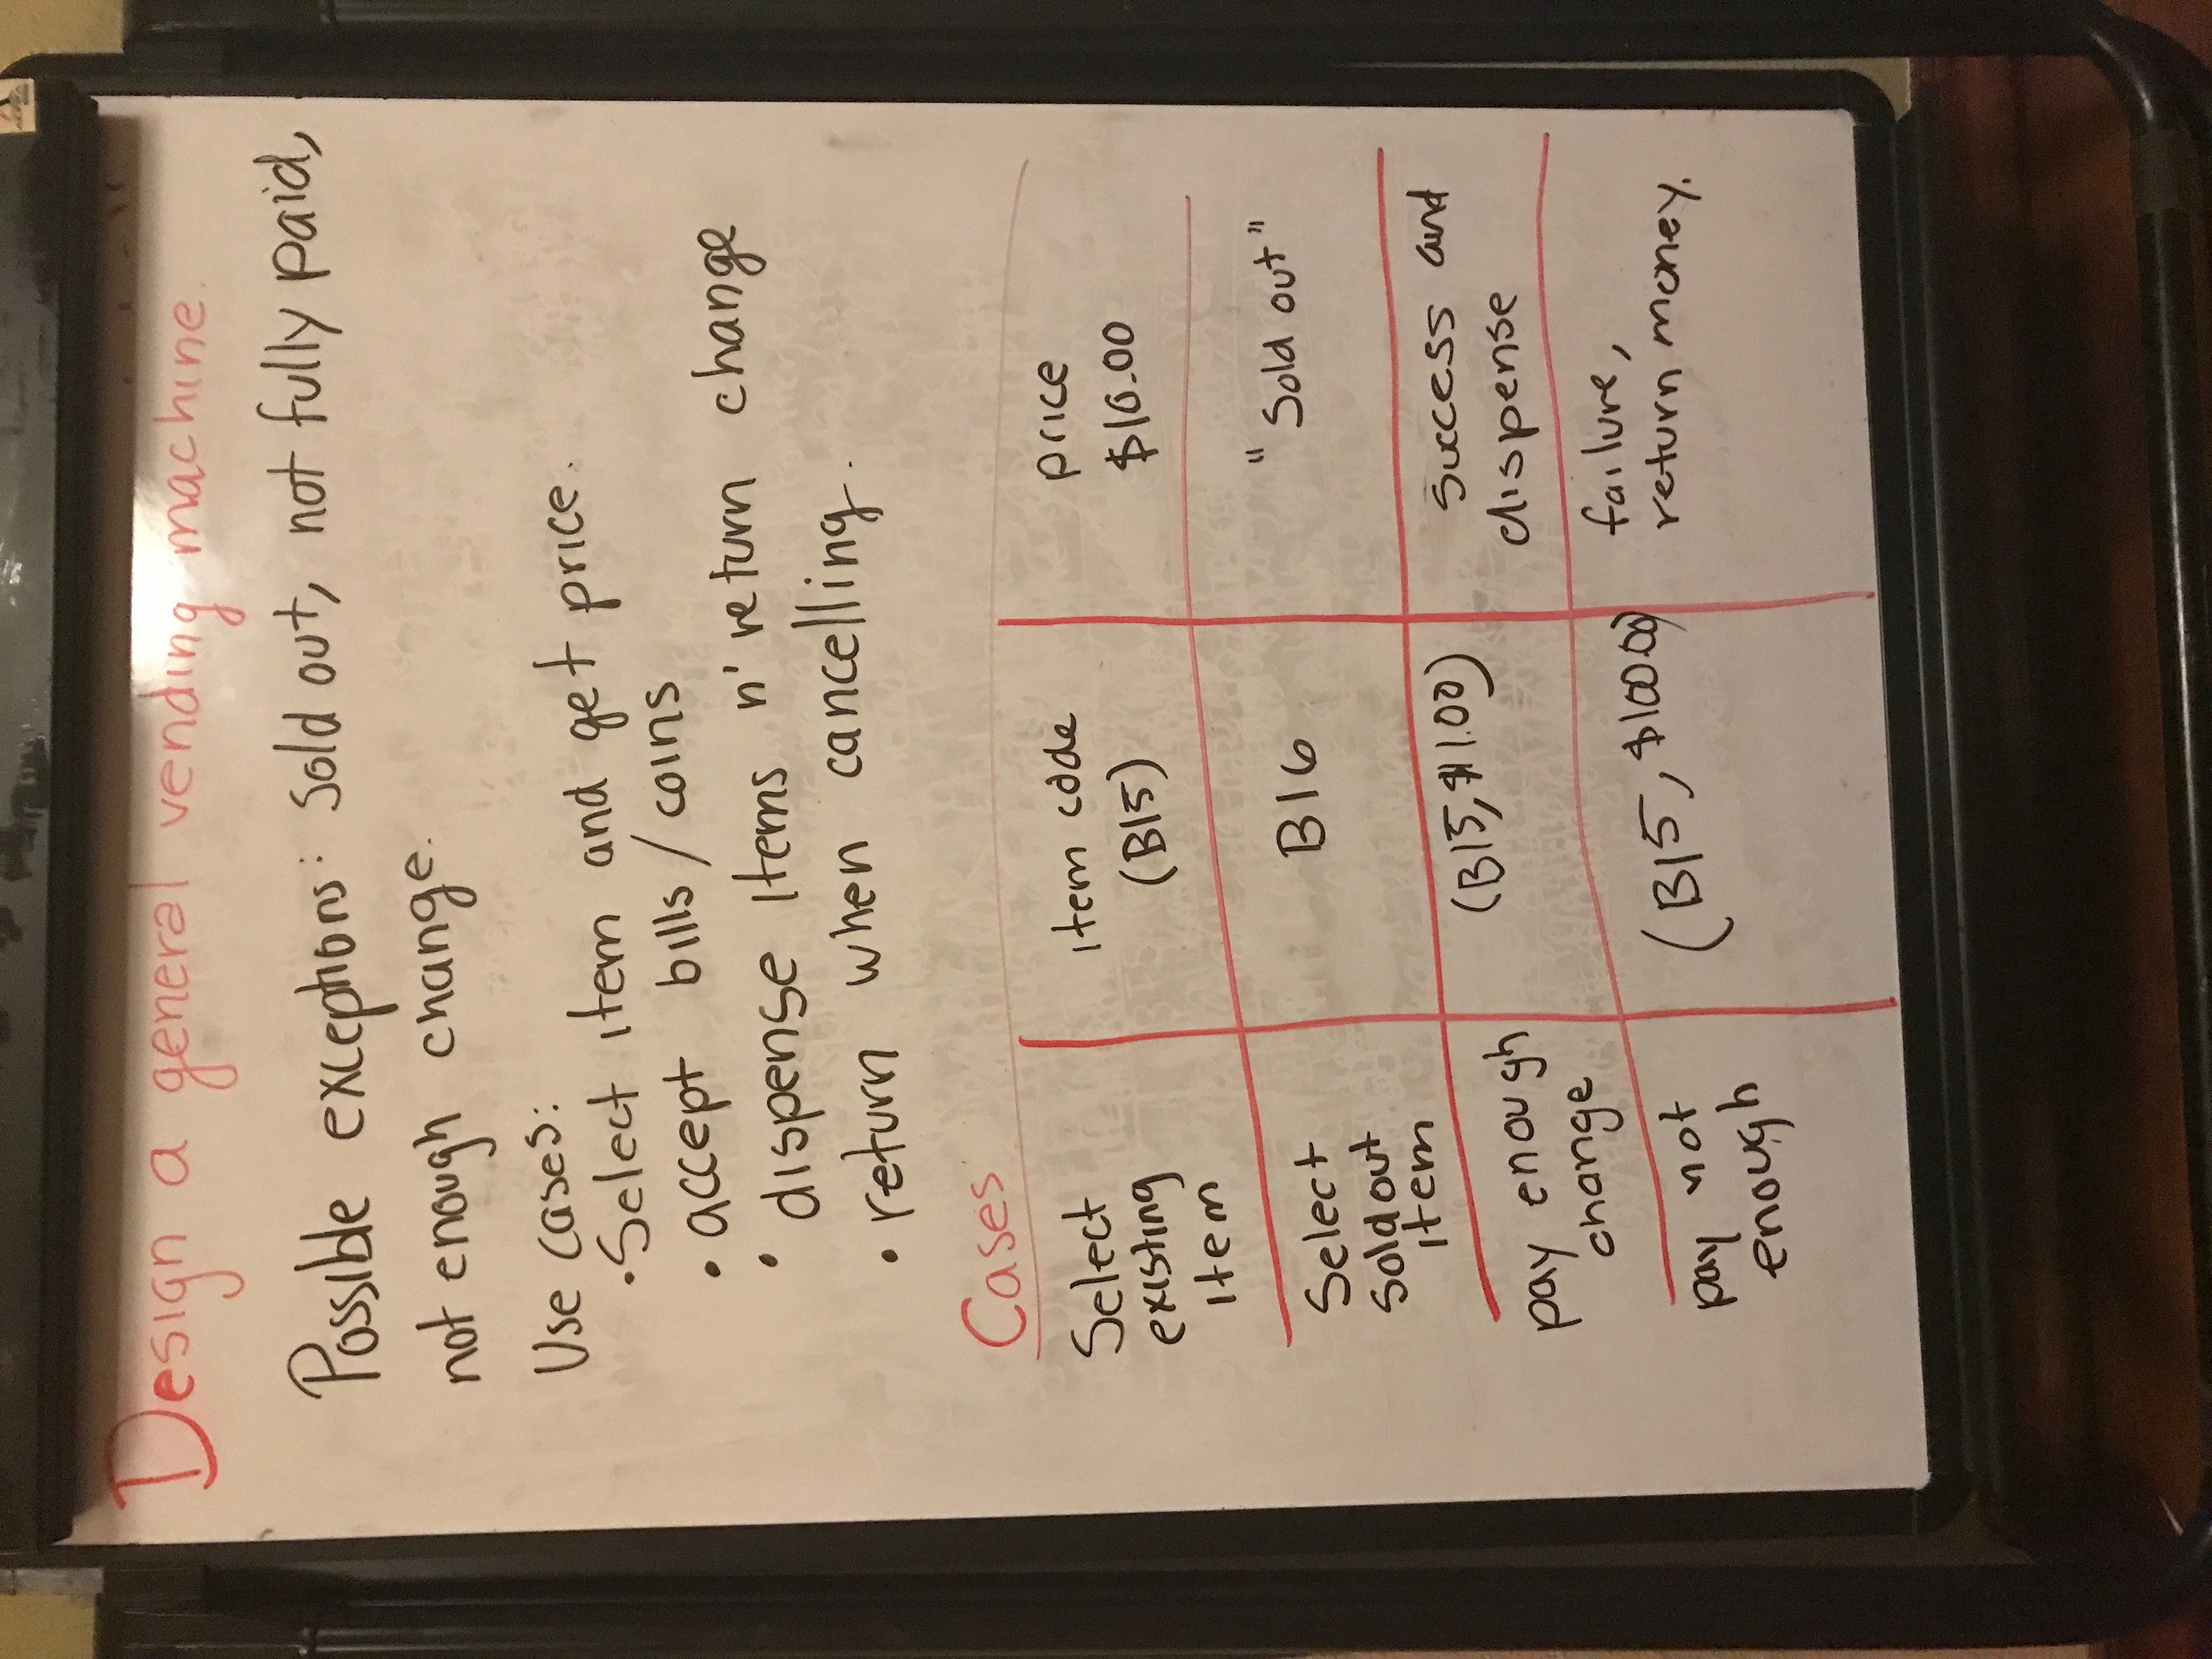 Design a general vending machine.
Possible exceptions: Sold out, not fully paid,
not enough change.
Use cases:
• Select item and get price.
• accept bills / coins
• dispense items n' return change
• return when cancelling.
Cases
Select
existing
item
item code
(B15)
price
$10.00
Select
sold out
item
B16
"Sold out"
pay enough
change
(B15, $1.00)
success and
dispense
pay not
enough
(B15, $100.00)
failure,
return money.